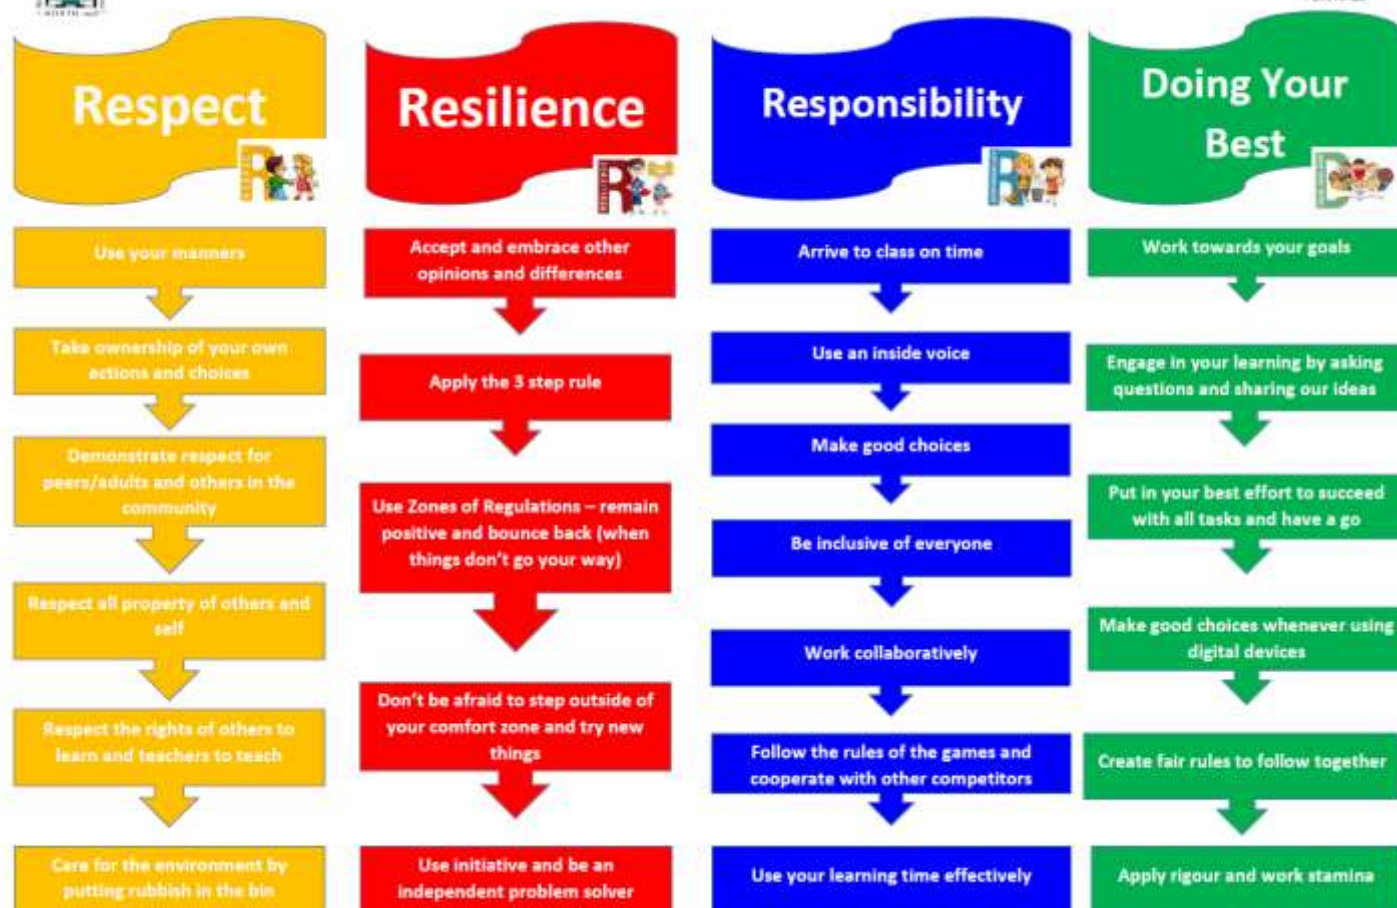 Respect
Use your manners
Take ownership of your own
actions and choices
Demonstrate respect for
peers/adults and others in the
community
Respect all property of others and
self
Respect the rights of others to
learn and teachers to teach
Care for the environment by
putting rubbish in the bin
Resilience
Accept and embrace other
opinions and differences
Apply the 3 step rule
Use Zones of Regulations – remain
positive and bounce back (when
things don't go your way)
Don't be afraid to step outside of
your comfort zone and try new
things
Use initiative and be an
independent problem solver
Responsibility
Arrive to class on time
Use an inside voice
Make good choices
Be inclusive of everyone
Work collaboratively
Follow the rules of the games and
cooperate with other competitors
Use your learning time effectively
Doing Your
Best
Work towards your goals
Engage in your learning by asking
questions and sharing our ideas
Put in your best effort to succeed
with all tasks and have a go
Make good choices whenever using
digital devices
Create fair rules to follow together
Apply rigour and work stamina